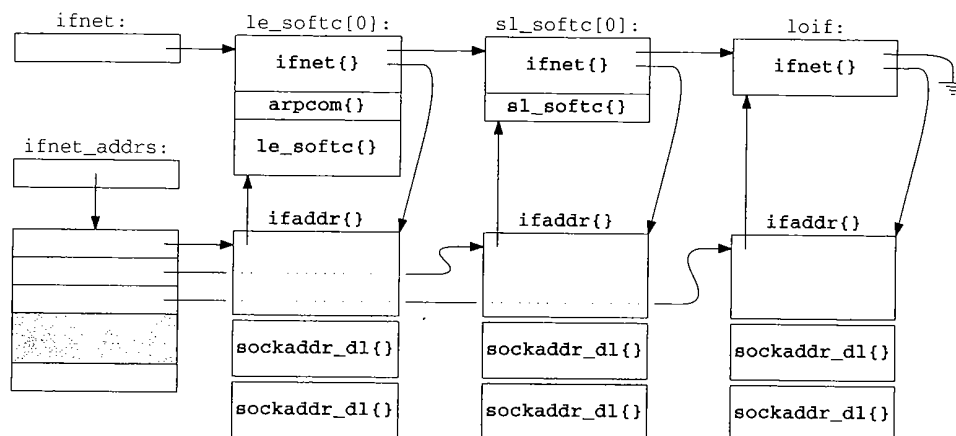 ifnet:
le_softc[0]:
sl_softc[0]:
loif:
ifnet{}
ifnet{}
ifnet{}
arpcom{}
sl_softc{}
le_softc{}
ifnet_addrs:
ifaddr{}
ifaddr{}
ifaddr{}
sockaddr_dl{}
sockaddr_dl{}
sockaddr_dl{}
sockaddr_dl{}
sockaddr_dl{}
sockaddr_dl{}